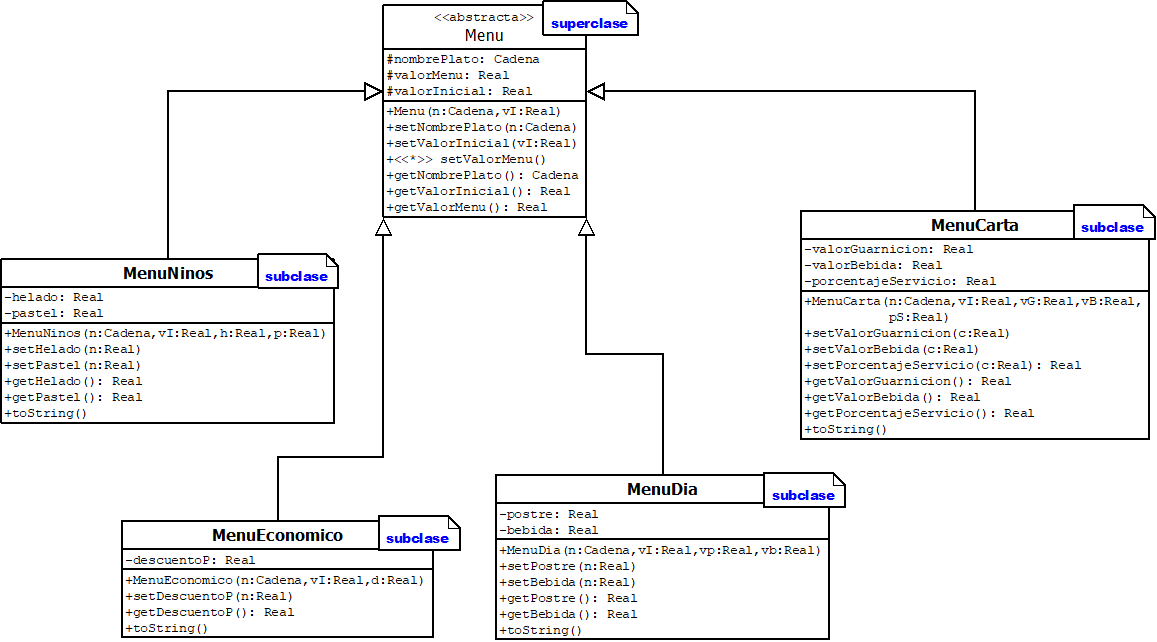 <<abstracta>>
Menu
superclase
#nombrePlato: Cadena
#valorMenu: Real
#valorInicial: Real
+Menu(n:Cadena,vI:Real)
+setNombrePlato(n:Cadena)
+setValorInicial(vI:Real)
+<<*>> setValorMenu()
+getNombrePlato(): Cadena
+getValorInicial(): Real
+getValorMenu(): Real
MenuNinos
subclase
-helado: Real
-pastel: Real
+MenuNinos(n:Cadena,vI:Real,h:Real,p:Real)
+setHelado(n:Real)
+setPastel(n:Real)
+getHelado(): Real
+getPastel(): Real
+toString()
MenuCarta
subclase
-valorGuarnicion: Real
-valorBebida: Real
-porcentajeServicio: Real
+MenuCarta(n:Cadena,vI:Real,vG:Real,vB:Real,
pS:Real)
+setValorGuarnicion(c:Real)
+setValorBebida(c:Real)
+setPorcentajeServicio(c:Real): Real
+getValorGuarnicion(): Real
+getValorBebida(): Real
+getPorcentajeServicio(): Real
+toString()
MenuEconomico
subclase
-descuentoP: Real
+MenuEconomico(n:Cadena,vI:Real,d:Real)
+setDescuentoP(n:Real)
+getDescuentoP(): Real
+toString()
MenuDia
subclase
-postre: Real
-bebida: Real
+MenuDia(n:Cadena,vI:Real,vp:Real,vb:Real)
+setPostre(n:Real)
+setBebida(n:Real)
+getPostre(): Real
+getBebida(): Real
+toString()